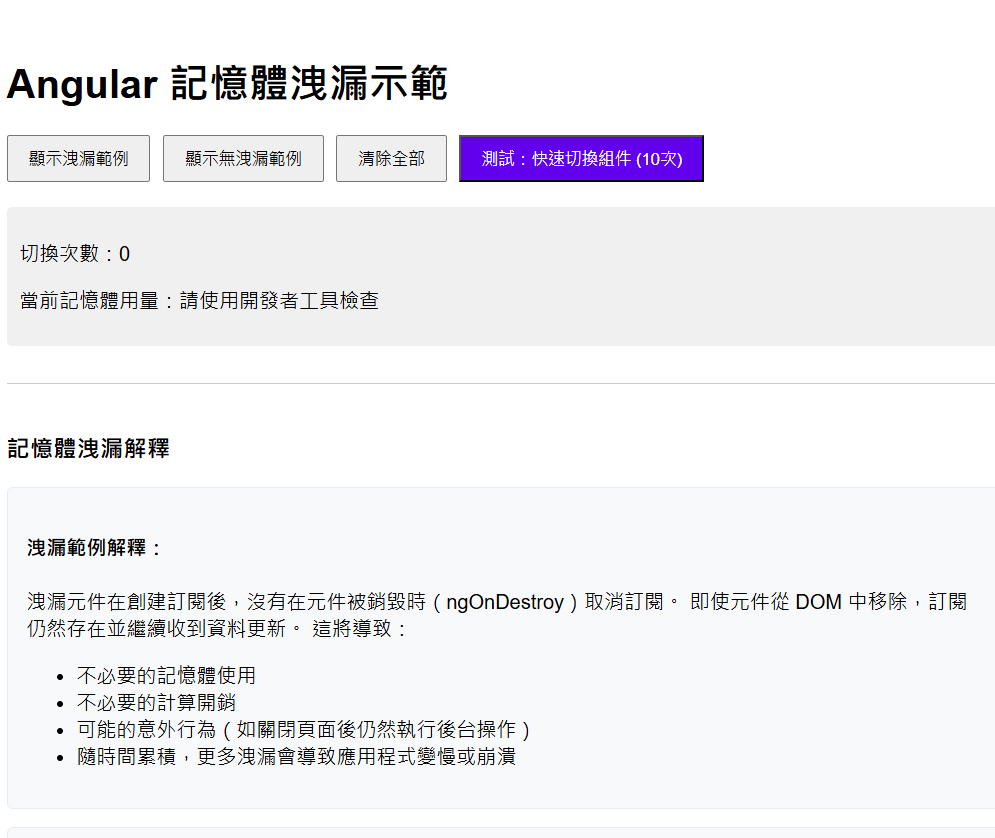 Angular 記憶體洩漏示範
顯示洩漏範例 顯示無洩漏範例 清除全部 測試：快速切換組件 (10次)
切換次數：0
當前記憶體用量：請使用開發者工具檢查
記憶體洩漏解釋
洩漏範例解釋：
洩漏元件在創建訂閱後，沒有在元件被銷毀時（ngOnDestroy）取消訂閱。 即使元件從 DOM 中移除，訂閱
仍然存在並繼續收到資料更新。 這將導致：
• 不必要的記憶體使用
• 不必要的計算開銷
• 可能的意外行為（如關閉頁面後仍然執行後台操作）
• 隨時間累積，更多洩漏會導致應用程式變慢或崩潰